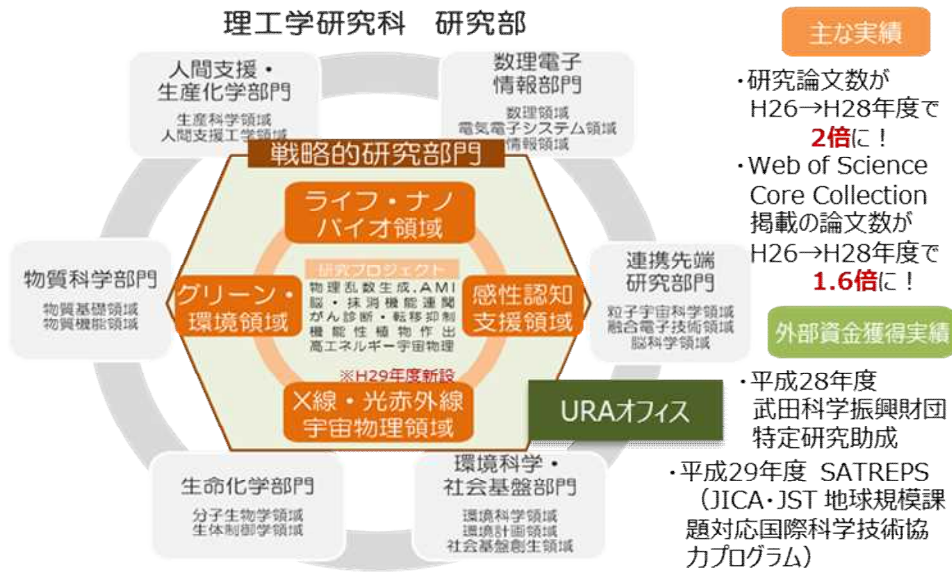 理工学研究科　研究部
人間支援・
生産化学部門
生産科学領域
人間支援工学領域
数理電子
情報部門
数理領域
電気電子システム領域
情報領域
戦略的研究部門
ライフ・ナノ
バイオ領域
物質科学部門
物質基礎領域
物質機能領域
グリーン・
環境領域
研究プロジェクト
物理乱数生成,AMI
脳・抹消機能連関
がん診断・転移抑制
機能性植物作出
高エネルギー宇宙物理
感性認知
支援領域
連携先端
研究部門
粒子宇宙科学領域
融合電子技術領域
脳科学領域
※H29年度新設
X線・光赤外線
宇宙物理領域
URAオフィス
生命化学部門
分子生物学領域
生体制御学領域
環境科学・
社会基盤部門
環境科学領域
環境計画領域
社会基盤創生領域
主な実績
・研究論文数が
H26→H28年度で
2倍に！
・Web of Science
Core Collection
掲載の論文数が
H26→H28年度で
1.6倍に！
外部資金獲得実績
・平成28年度
武田科学振興財団
特定研究助成
・平成29年度 SATREPS
（JICA・JST 地球規模課
題対応国際科学技術協
力プログラム）